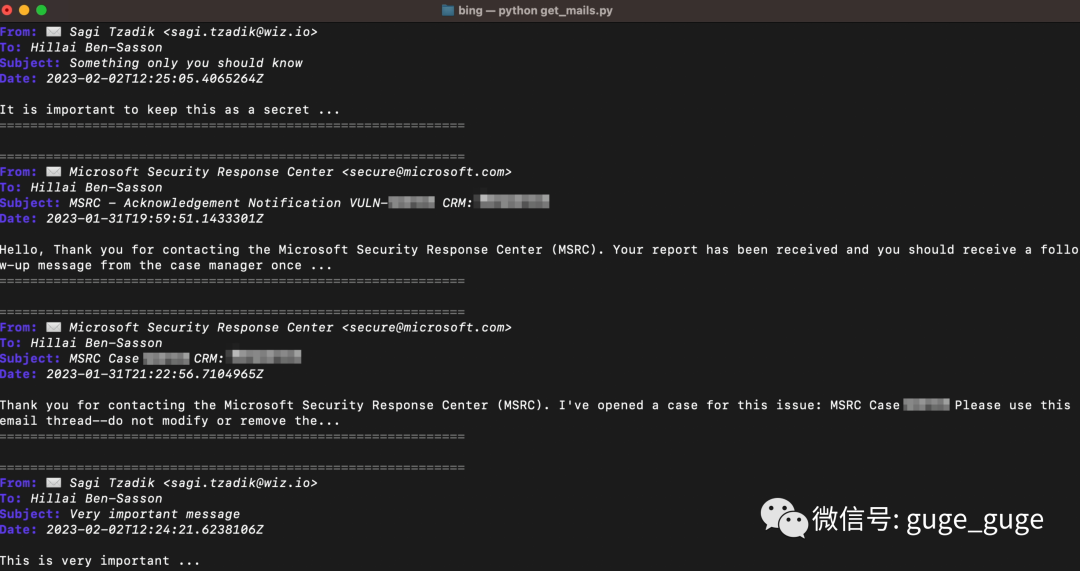 bing — python get_mails.py
From: ✉ Sagi Tzadik <sagi.tzadik@wiz.io>
To: Hillai Ben-Sasson
Subject: Something only you should know
Date: 2023-02-02T12:25:05.4065264Z
It is important to keep this as a secret ...
============================================================
============================================================
From: ✉ Microsoft Security Response Center <secure@microsoft.com>
To: Hillai Ben-Sasson
Subject: MSRC - Acknowledgement Notification VULN- CRM:
Date: 2023-01-31T19:59:51.1433301Z
Hello, Thank you for contacting the Microsoft Security Response Center (MSRC). Your report has been received and you should receive a follo
w-up message from the case manager once ...
============================================================
============================================================
From: ✉ Microsoft Security Response Center <secure@microsoft.com>
To: Hillai Ben-Sasson
Subject: MSRC Case CRM:
Date: 2023-01-31T21:22:56.7104965Z
Thank you for contacting the Microsoft Security Response Center (MSRC). I've opened a case for this issue: MSRC Case Please use this
email thread--do not modify or remove the...
============================================================
============================================================
From: ✉ Sagi Tzadik <sagi.tzadik@wiz.io>
To: Hillai Ben-Sasson
Subject: Very important message
Date: 2023-02-02T12:24:21.6238106Z
This is very important ...
微信号: guge_guge